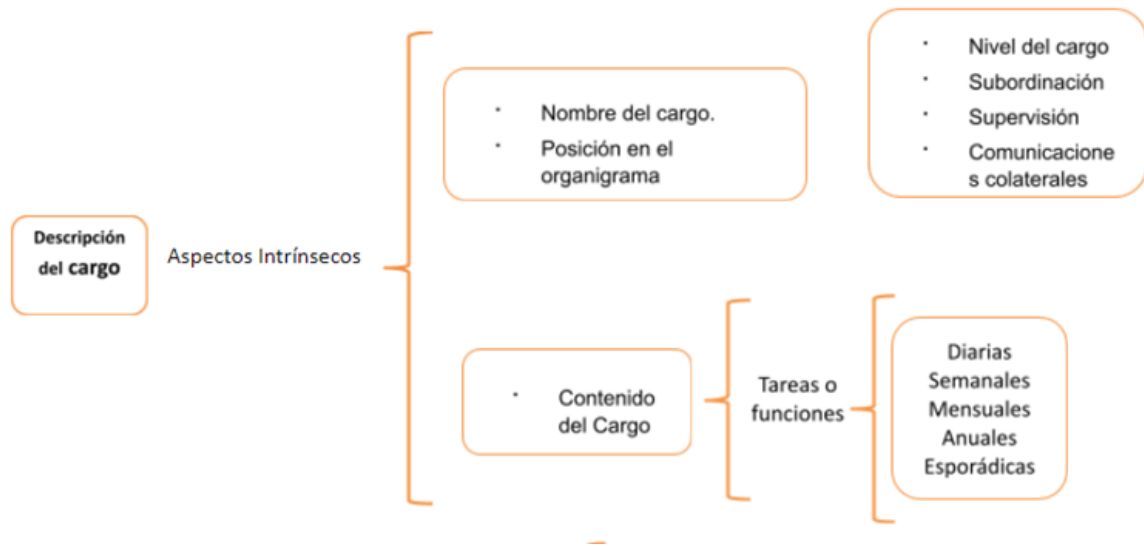 Descripción
del cargo
Aspectos Intrínsecos
· Nombre del cargo.
· Posición en el
organigrama
· Nivel del cargo
· Subordinación
· Supervisión
· Comunicacione
s colaterales
· Contenido
del Cargo
Tareas o
funciones
Diarias
Semanales
Mensuales
Anuales
Esporádicas